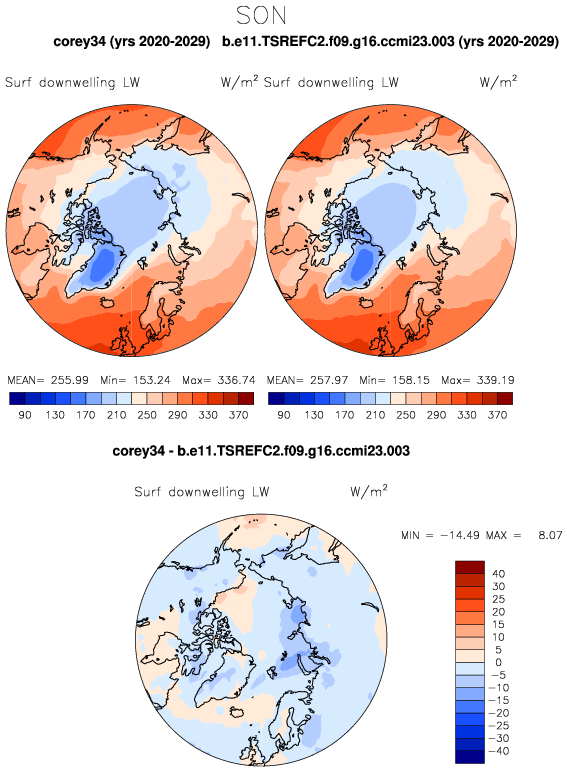 SON
corey34 (yrs 2020-2029) b.e11.TSREFC2.f09.g16.ccmi23.003 (yrs 2020-2029)
Surf downwelling LW W/m² Surf downwelling LW W/m²
MEAN= 255.99 Min= 153.24 Max= 336.74 MEAN= 257.97 Min= 158.15 Max= 339.19
90 130 170 210 250 290 330 370 90 130 170 210 250 290 330 370
corey34 - b.e11.TSREFC2.f09.g16.ccmi23.003
Surf downwelling LW W/m²
MIN = -14.49 MAX = 8.07
40
30
25
20
15
10
5
0
-5
-10
-15
-20
-25
-30
-40